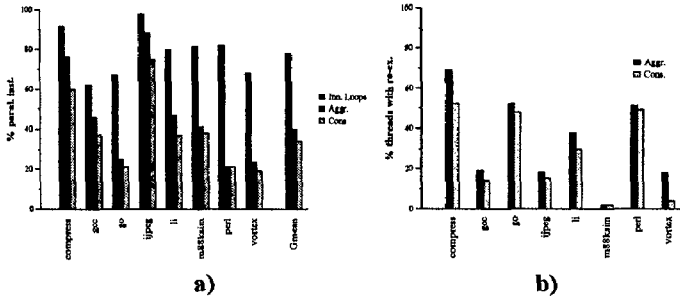 100
80
60
40
20
0
% paral. inst.
compress
gcc
go
ijpeg
li
m88ksim
perl
vortex
Gmean
Inn. Loops
Aggr.
Cons
a)
100
80
60
40
20
0
% threads with re-ex.
compress
gcc
go
ijpeg
li
m88ksim
perl
vortex
Aggr.
Cons.
b)